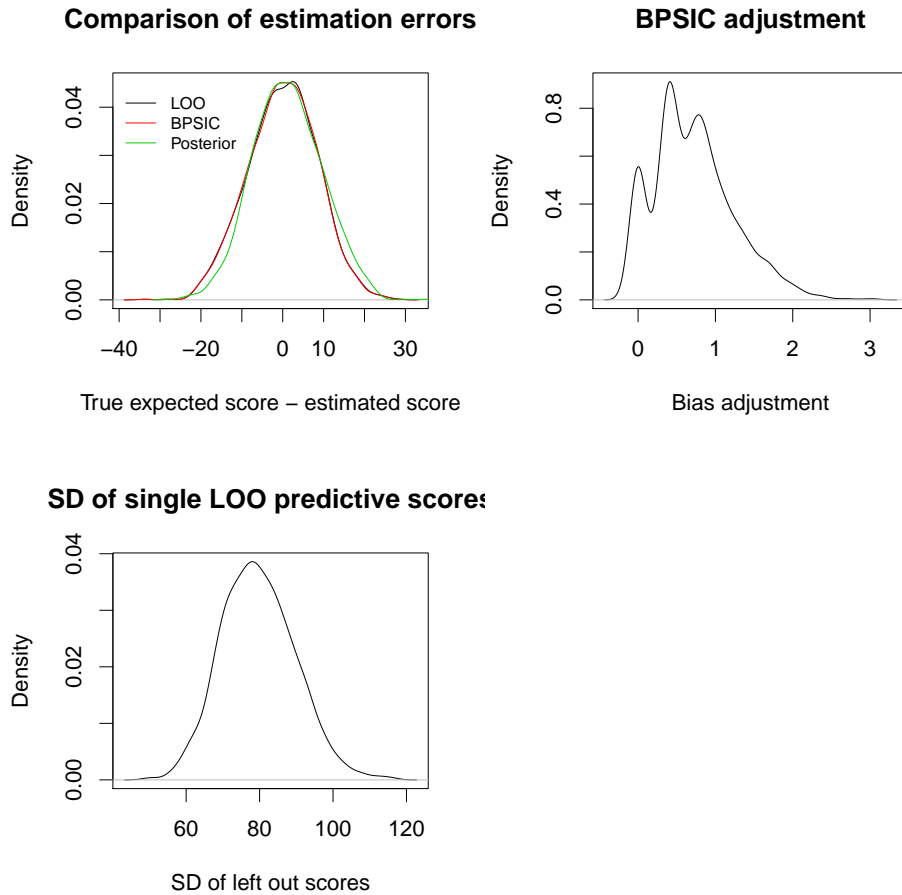 Comparison of estimation errors
Density
0.00
0.02
0.04
LOO
BPSIC
Posterior
−40
−20
0
10
30
True expected score − estimated score
BPSIC adjustment
Density
0.0
0.4
0.8
0
1
2
3
Bias adjustment
SD of single LOO predictive scores
Density
0.00
0.02
0.04
60
80
100
120
SD of left out scores